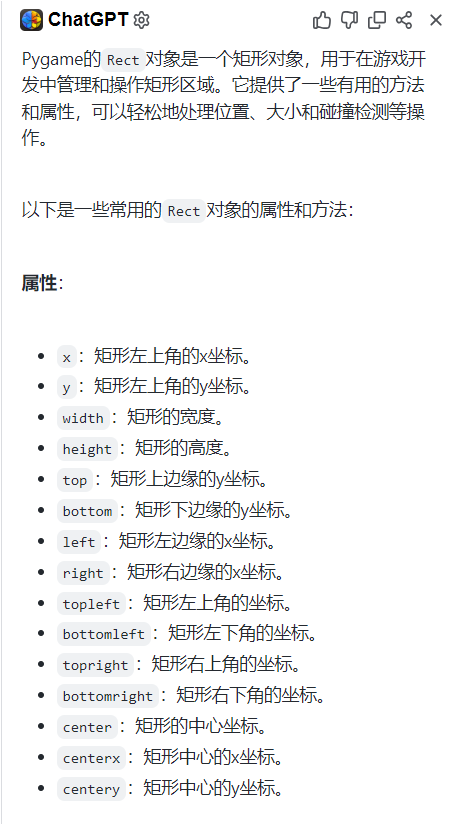 ChatGPT
Pygame的Rect对象是一个矩形对象，用于在游戏开
发中管理和操作矩形区域。它提供了一些有用的方法
和属性，可以轻松地处理位置、大小和碰撞检测等操
作。
以下是一些常用的Rect对象的属性和方法：
属性：
• x：矩形左上角的x坐标。
• y：矩形左上角的y坐标。
• width：矩形的宽度。
• height：矩形的高度。
• top：矩形上边缘的y坐标。
• bottom：矩形下边缘的y坐标。
• left：矩形左边缘的x坐标。
• right：矩形右边缘的x坐标。
• topleft：矩形左上角的坐标。
• bottomleft：矩形左下角的坐标。
• topright：矩形右上角的坐标。
• bottomright：矩形右下角的坐标。
• center：矩形的中心坐标。
• centerx：矩形中心的x坐标。
• centery：矩形中心的y坐标。